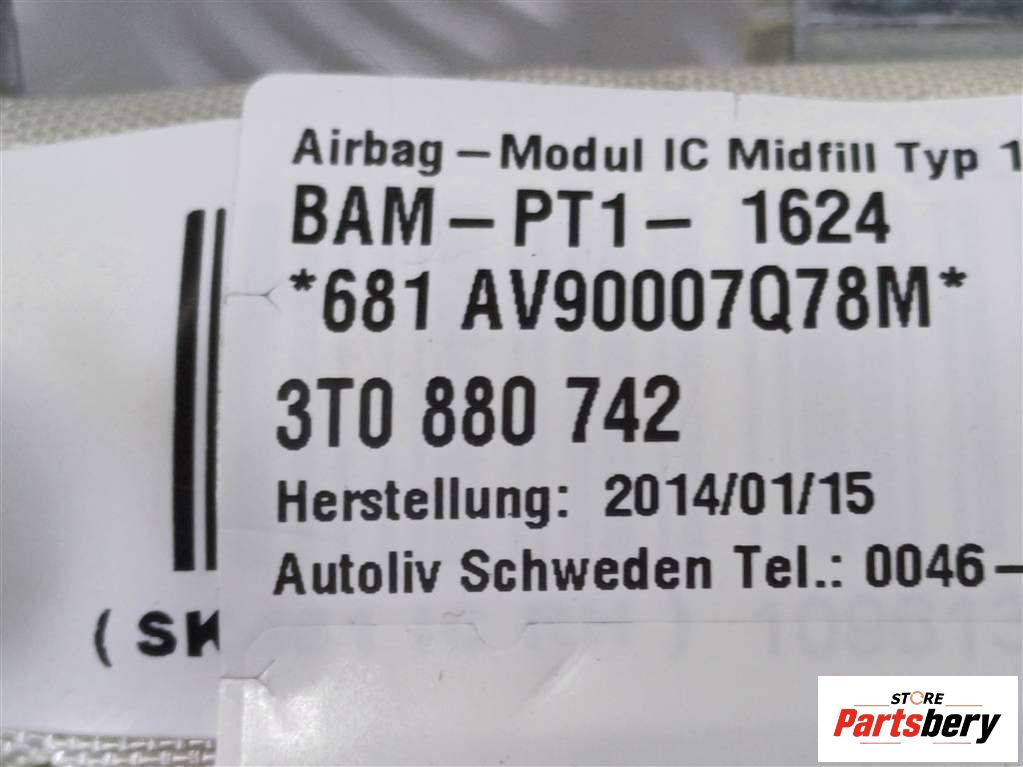 Airbag – Modul IC Midfill Typ 1
BAM – PT1 – 1624
*681 AV90007Q78M*
3T0 880 742
Herstellung: 2014/01/15
Autoliv Schweden Tel.: 0046 –
( SK
STORE
Partsbery